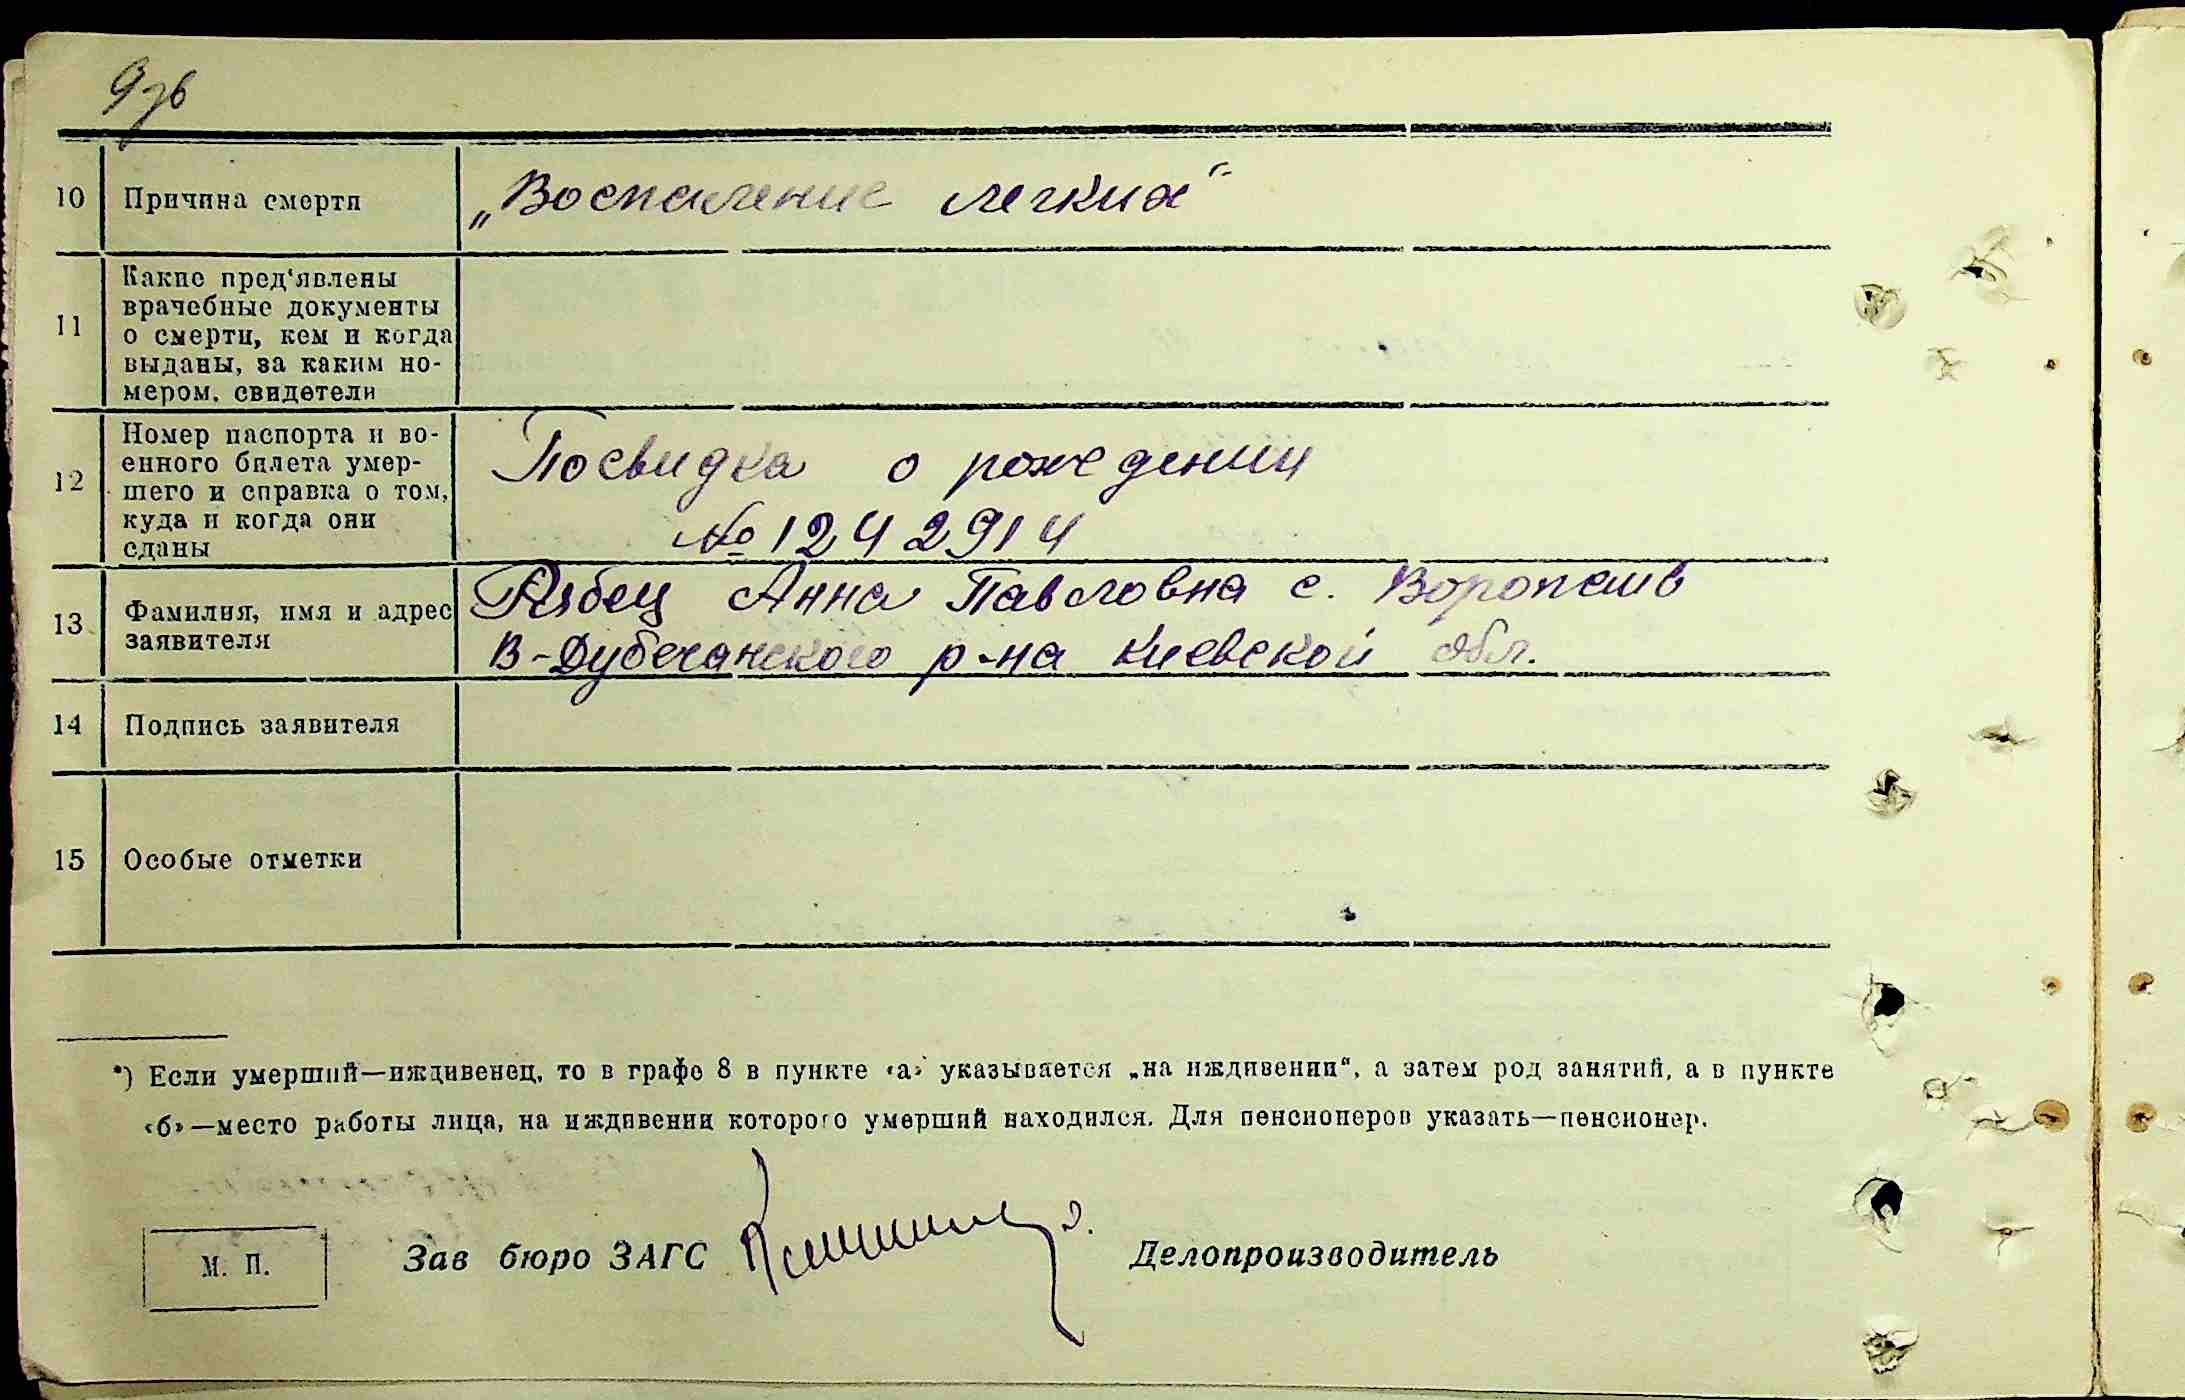 9зв
10 Причина смерти „Воспаление легких“
11 Какие пред‘явлены
врачебные документы
о смерти, кем и когда
выданы, за каким но-
мером, свидетели
12 Номер паспорта и во-
енного билета умер-
шего и справка о том,
куда и когда они
сданы
Посвидка о рождении
№ 1242914
13 Фамилия, имя и адрес
заявителя
Рябец Анна Павловна с. Воропаив
В-Дубечанского р-на Киевской обл.
14 Подпись заявителя
15 Особые отметки
*) Если умерший—иждивенец, то в графе 8 в пункте «а» указывается „на иждивении“, а затем род занятий, а в пункте
«б»—место работы лица, на иждивении которого умерший находился. Для пенсионеров указать—пенсионер.
М. П. Зав бюро ЗАГС Делопроизводитель